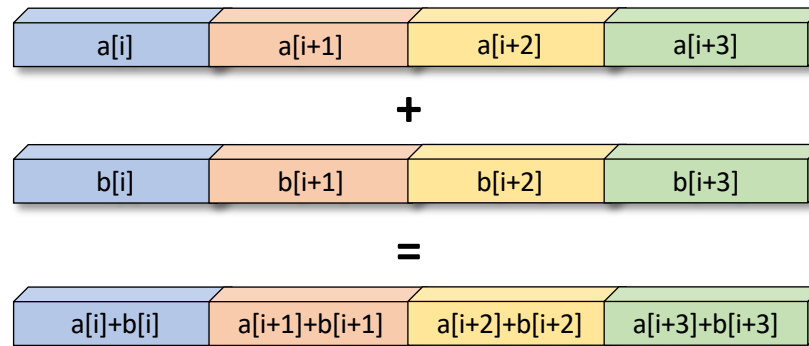 a[i] a[i+1] a[i+2] a[i+3]
+
b[i] b[i+1] b[i+2] b[i+3]
=
a[i]+b[i] a[i+1]+b[i+1] a[i+2]+b[i+2] a[i+3]+b[i+3]